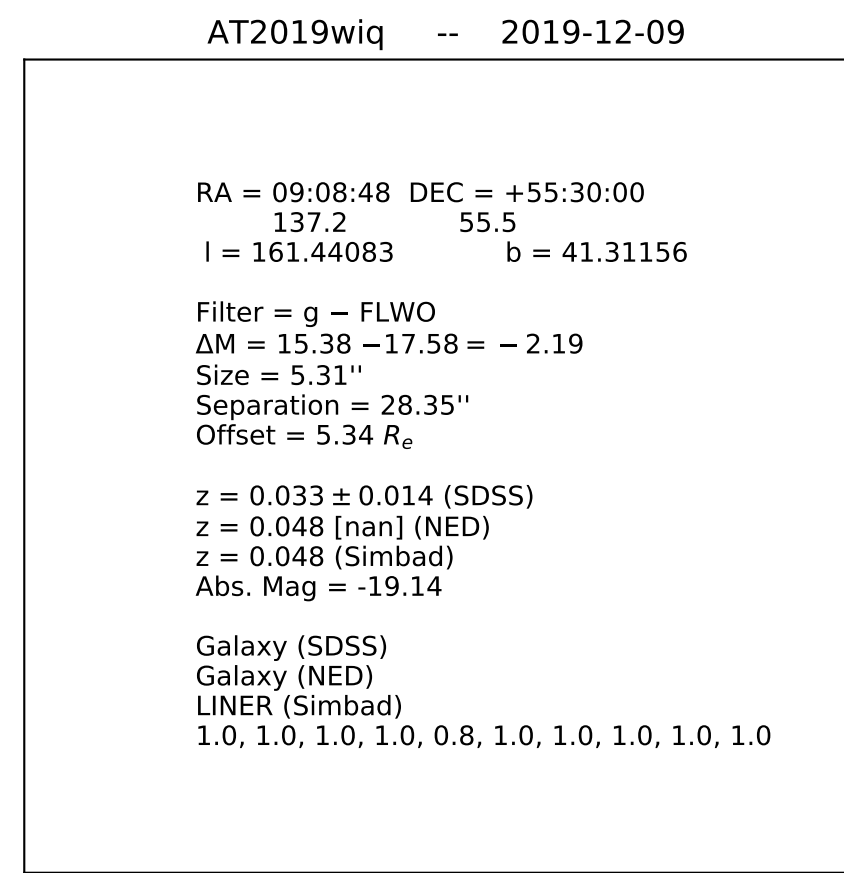 AT2019wiq -- 2019-12-09
RA = 09:08:48 DEC = +55:30:00
137.2 55.5
l = 161.44083 b = 41.31156
Filter = g − FLWO
ΔM = 15.38 −17.58 = − 2.19
Size = 5.31''
Separation = 28.35''
Offset = 5.34 Re
z = 0.033 ± 0.014 (SDSS)
z = 0.048 [nan] (NED)
z = 0.048 (Simbad)
Abs. Mag = -19.14
Galaxy (SDSS)
Galaxy (NED)
LINER (Simbad)
1.0, 1.0, 1.0, 1.0, 0.8, 1.0, 1.0, 1.0, 1.0, 1.0